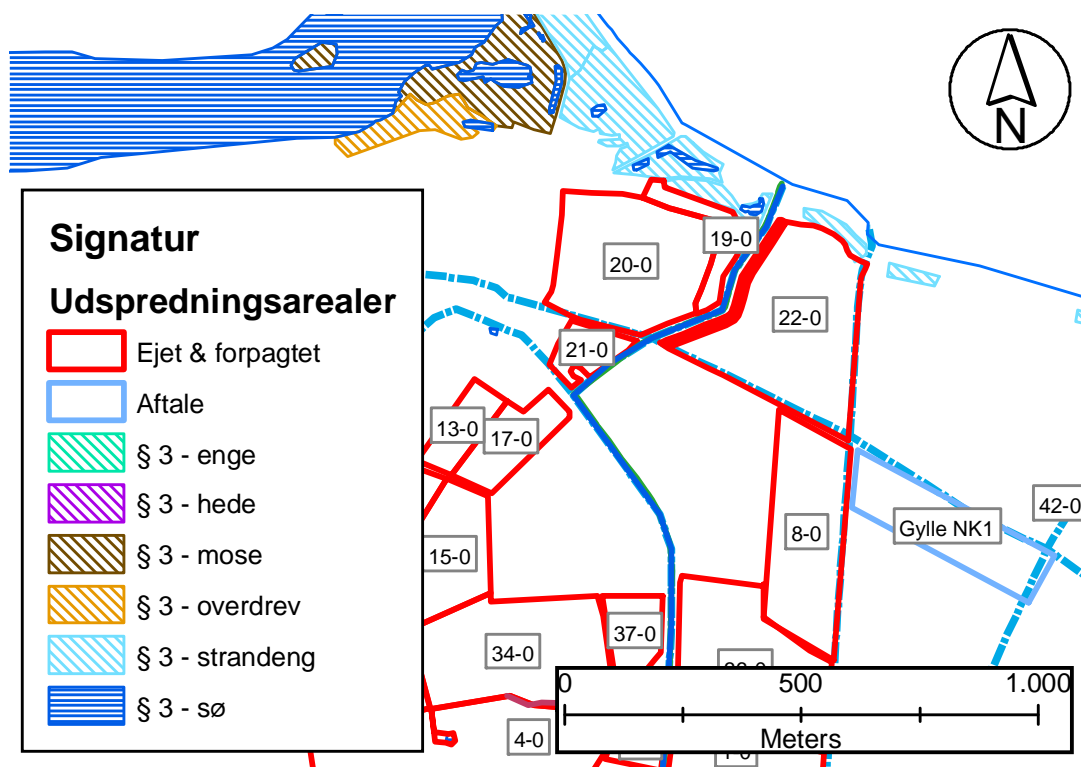 N
Signatur
Udspredningsarealer
Ejet & forpagtet
Aftale
§ 3 - enge
§ 3 - hede
§ 3 - mose
§ 3 - overdrev
§ 3 - strandeng
§ 3 - sø
19-0
20-0
22-0
21-0
13-0
17-0
42-0
Gylle NK1
8-0
15-0
37-0
34-0
4-0
0
500
1.000
Meters